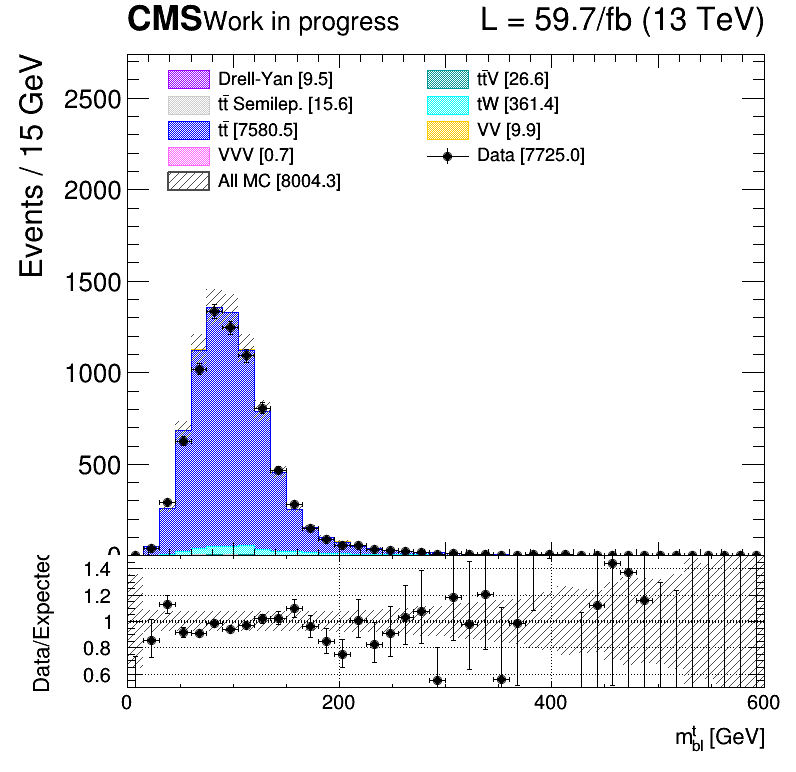 CMS Work in progress L = 59.7/fb (13 TeV)
Events / 15 GeV
2500
2000
1500
1000
500
0
Drell-Yan [9.5]
tt̄ Semilep. [15.6]
tt̄ [7580.5]
VVV [0.7]
All MC [8004.3]
tt̄V [26.6]
tW [361.4]
VV [9.9]
Data [7725.0]
Data/Expected
1.4
1.2
1
0.8
0.6
0 200 400 600
m^t_bl [GeV]